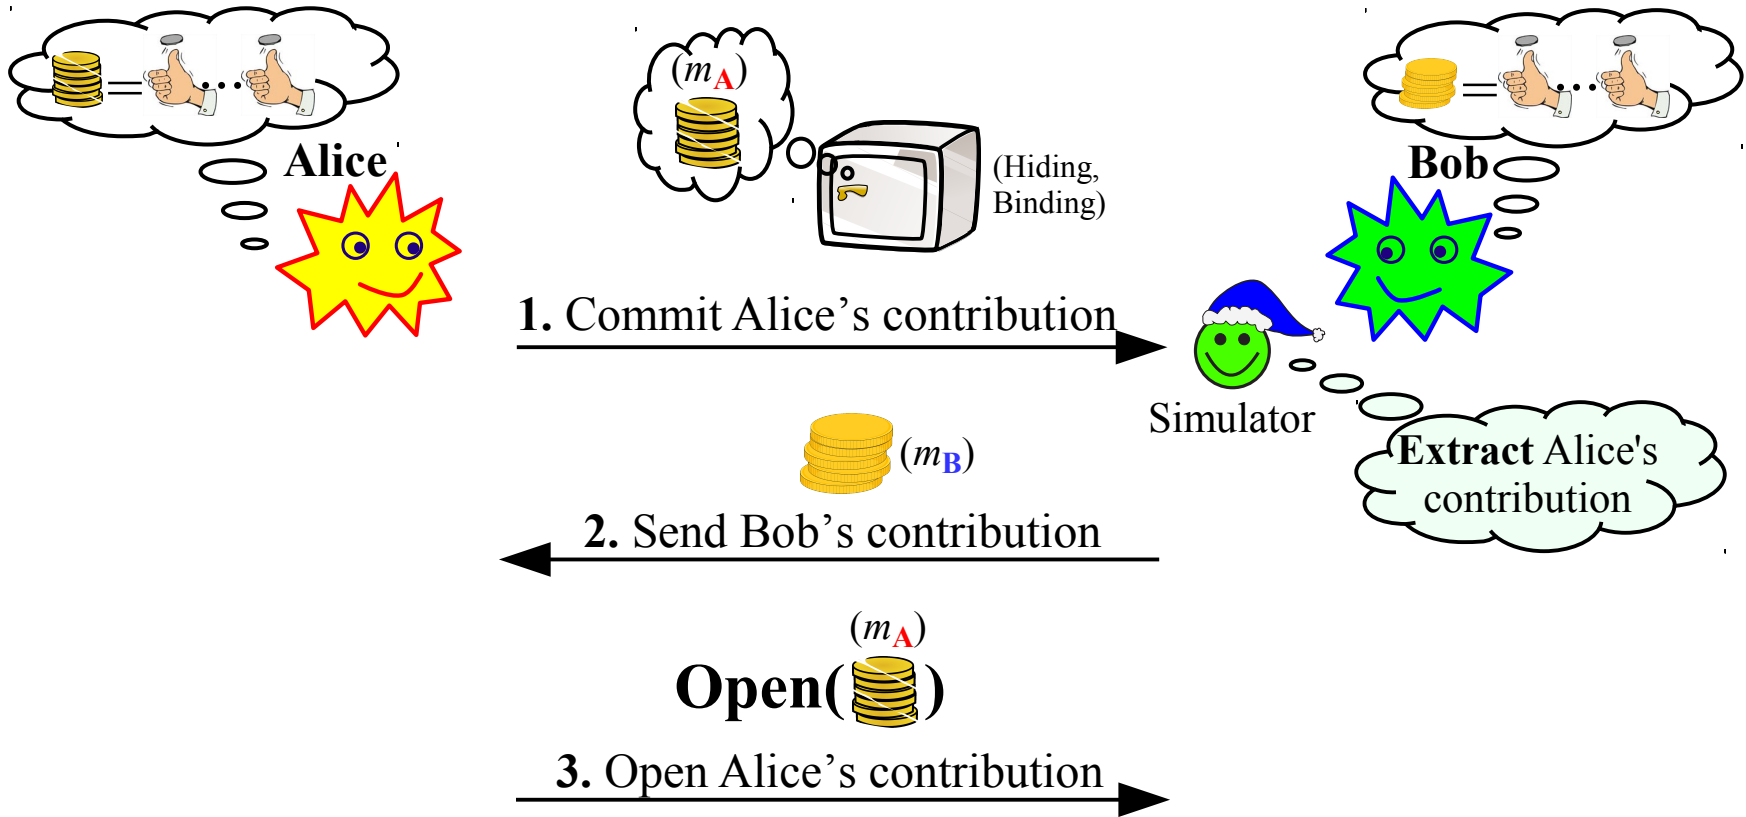 Alice
(mA)
(Hiding,
Binding)
Bob
1. Commit Alice’s contribution
Simulator
Extract Alice's
contribution
(mB)
2. Send Bob’s contribution
(mA)
Open( )
3. Open Alice’s contribution